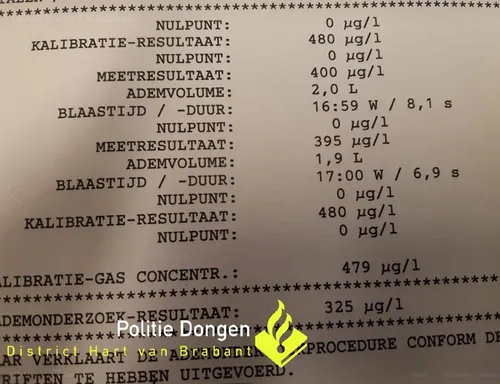 NULPUNT: 0 µg/l
KALIBRATIE-RESULTAAT: 480 µg/l
NULPUNT: 0 µg/l
MEETRESULTAAT: 400 µg/l
ADEMVOLUME: 2,0 L
BLAASTIJD / -DUUR: 16:59 W / 8,1 s
NULPUNT: 0 µg/l
MEETRESULTAAT: 395 µg/l
ADEMVOLUME: 1,9 L
BLAASTIJD / -DUUR: 17:00 W / 6,9 s
NULPUNT: 0 µg/l
KALIBRATIE-RESULTAAT: 480 µg/l
NULPUNT: 0 µg/l
ALIBRATIE-GAS CONCENTR.: 479 µg/l
ADEMONDERZOEK-RESULTAAT: 325 µg/l
Politie Dongen
District Hart van Brabant
AAR VERKLAART DE PROCEDURE CONFORM DE
RIFTEN TE HEBBEN UITGEVOERD.